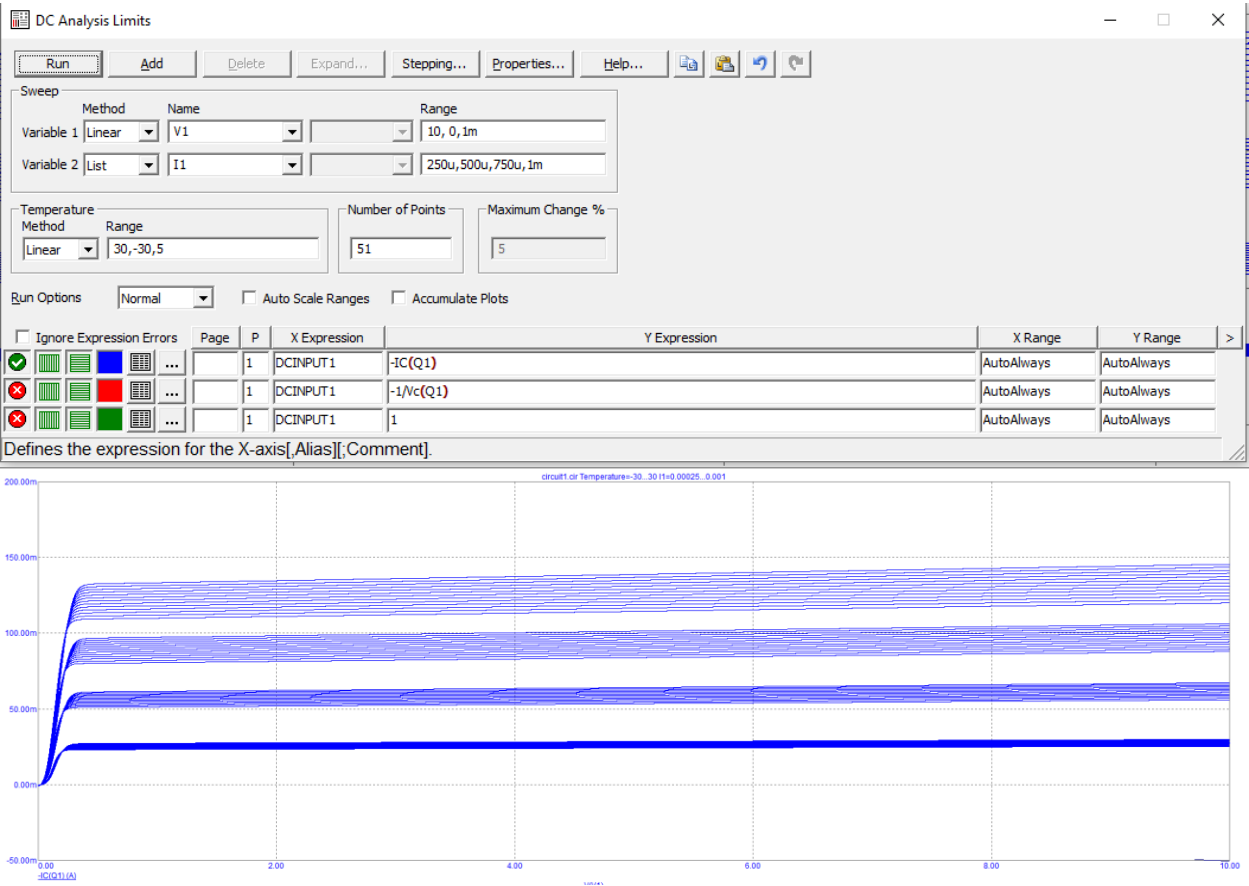 DC Analysis Limits
Run Add Delete Expand... Stepping... Properties... Help...
Sweep
Method Name Range
Variable 1 Linear V1 10, 0,1m
Variable 2 List I1 250u,500u,750u,1m
Temperature Number of Points Maximum Change %
Method Range
Linear 30,-30,5 51 5
Run Options Normal Auto Scale Ranges Accumulate Plots
Ignore Expression Errors Page P X Expression Y Expression X Range Y Range >
... 1 DCINPUT1 -IC(Q1) AutoAlways AutoAlways
... 1 DCINPUT1 -1/Vc(Q1) AutoAlways AutoAlways
... 1 DCINPUT1 1 AutoAlways AutoAlways
Defines the expression for the X-axis[,Alias][;Comment].
circuit1.cir Temperature=-30...30 I1=0.00025...0.001
200.00m
150.00m
100.00m
50.00m
0.00m
-50.00m
0.00 2.00 4.00 6.00 8.00 10.00
-IC(Q1) (A)